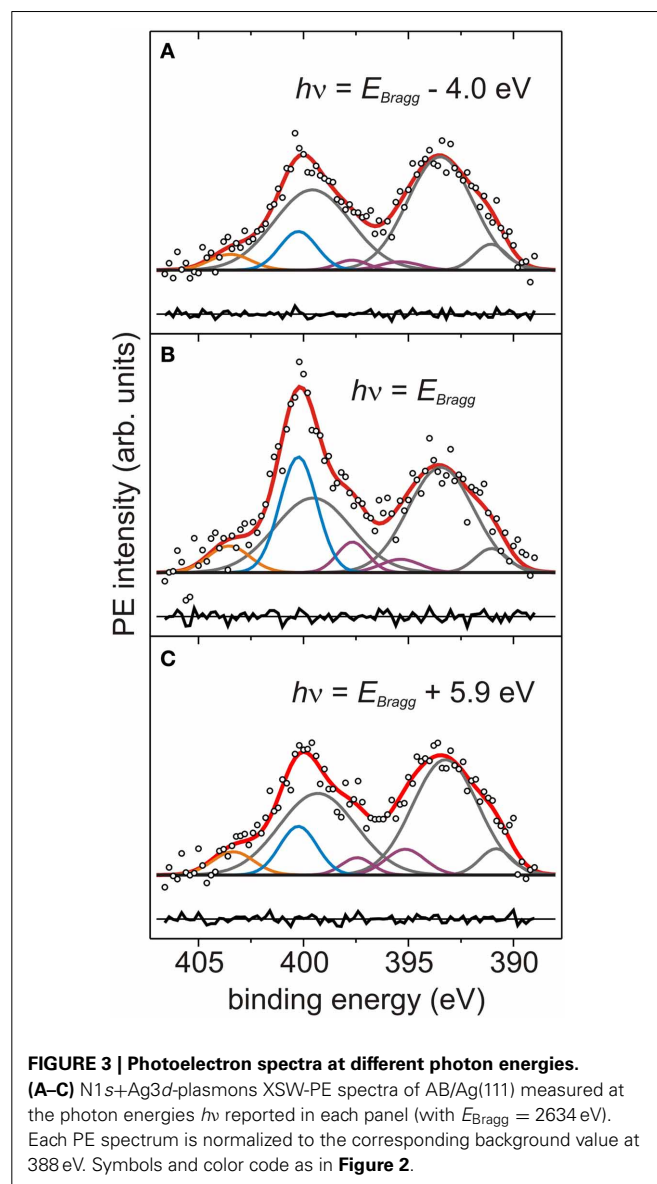 A
hν = E_Bragg - 4.0 eV
B
hν = E_Bragg
C
hν = E_Bragg + 5.9 eV
PE intensity (arb. units)
405 400 395 390
binding energy (eV)
FIGURE 3 | Photoelectron spectra at different photon energies.
(A–C) N1s+Ag3d-plasmons XSW-PE spectra of AB/Ag(111) measured at
the photon energies hν reported in each panel (with E_Bragg = 2634 eV).
Each PE spectrum is normalized to the corresponding background value at
388 eV. Symbols and color code as in Figure 2.